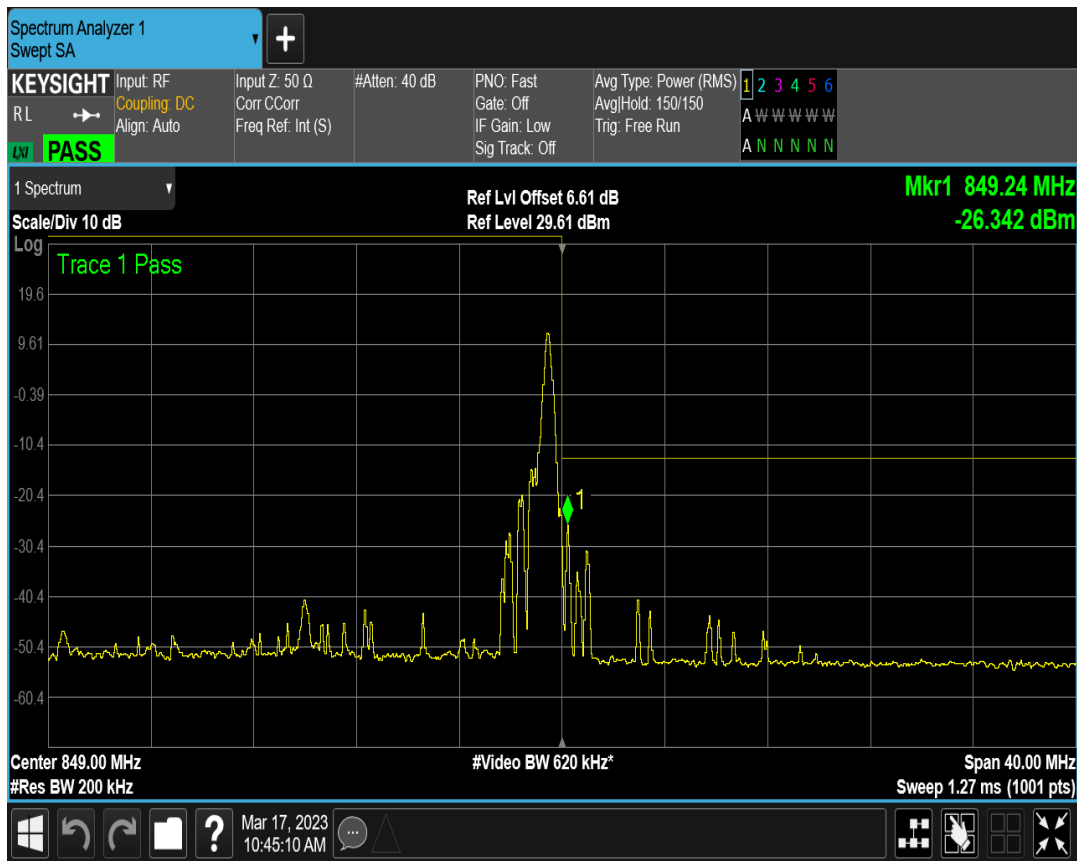 Spectrum Analyzer 1
Swept SA
+
KEYSIGHT
R L
LXI PASS
Input: RF
Coupling: DC
Align: Auto
Input Z: 50 Ω
Corr CCorr
Freq Ref: Int (S)
#Atten: 40 dB
PNO: Fast
Gate: Off
IF Gain: Low
Sig Track: Off
Avg Type: Power (RMS)
Avg|Hold: 150/150
Trig: Free Run
1 2 3 4 5 6
A W W W W W
A N N N N N
1 Spectrum
Scale/Div 10 dB
Ref Lvl Offset 6.61 dB
Ref Level 29.61 dBm
Mkr1 849.24 MHz
-26.342 dBm
Log
Trace 1 Pass
19.6
9.61
-0.39
-10.4
-20.4
-30.4
-40.4
-50.4
-60.4
1
Center 849.00 MHz
#Res BW 200 kHz
#Video BW 620 kHz*
Span 40.00 MHz
Sweep 1.27 ms (1001 pts)
?
Mar 17, 2023
10:45:10 AM